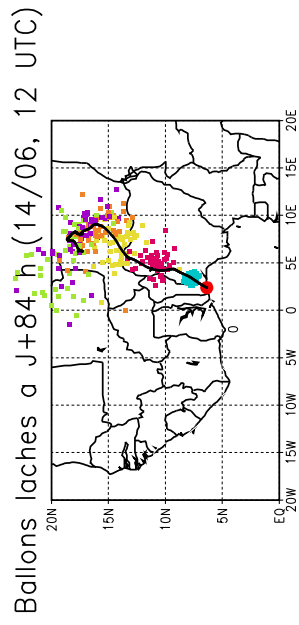 Ballons laches a J+84 h (14/06, 12 UTC)
20N
15N
10N
5N
EQ
20W
15W
10W
5W
0
5E
10E
15E
20E
0